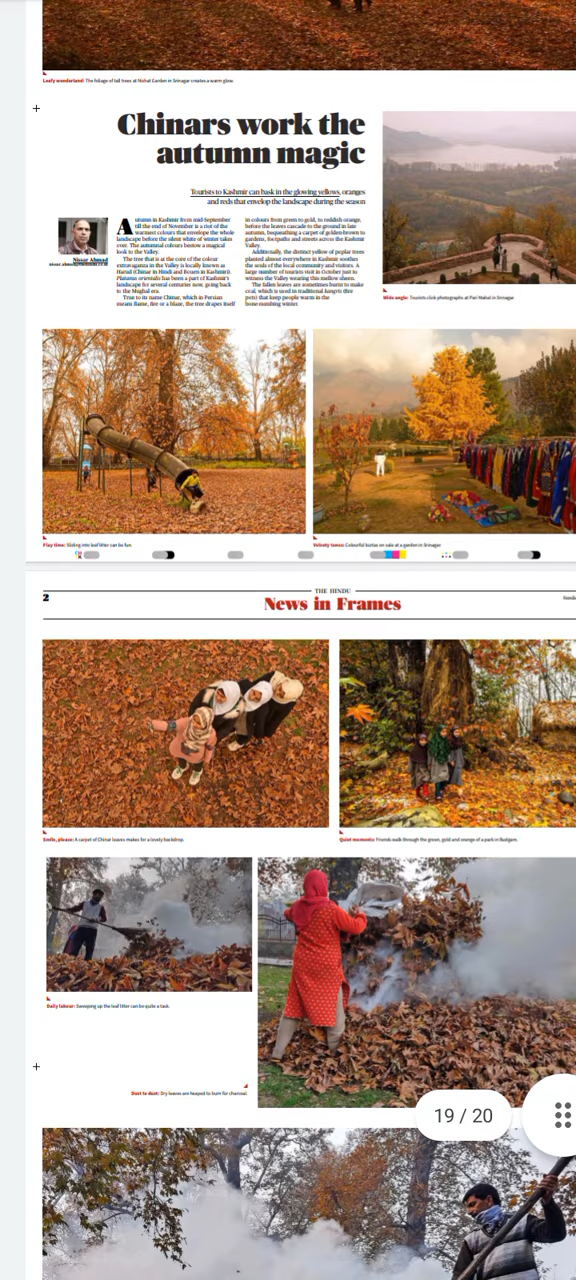 Leafy wonderland: The foliage of fall trees at Nishat Garden in Srinagar creates a warm glow.
Chinars work the
autumn magic
Tourists to Kashmir can bask in the glowing yellows, oranges
and reds that envelop the landscape during the season
Nissar Ahmad
Autumn in Kashmir from mid-September
till the end of November is a riot of the
warmest colours that envelope the whole
landscape before the silent white of winter takes
over. The autumnal colours bestow a magical
look to the Valley.
The tree that is at the core of the colour
extravaganza in the Valley is locally known as
Harud (Chinar in Hindi and Bouen in Kashmiri).
Platanus orientalis has been a part of Kashmir's
landscape for several centuries now, going back
to the Mughal era.
True to its name Chinar, which in Persian
means flame, fire or a blaze, the tree drapes itself
in colours from green to gold, to reddish orange,
before the leaves cascade to the ground in late
autumn, bequeathing a carpet of golden-brown to
gardens, footpaths and streets across the Kashmir
Valley.
Additionally, the distinct yellow of poplar trees
planted almost everywhere in Kashmir soothes
the souls of the local community and visitors. A
large number of tourists visit in October just to
witness the Valley wearing this mellow sheen.
The fallen leaves are sometimes burnt to make
coal, which is used in traditional kangris (fire
pots) that keep people warm in the
bone-numbing winter.
Wide angle: Tourists click photographs at Pari Mahal in Srinagar.
Play time: Sliding into leaf litter can be fun.
Velvety tones: Colourful kurtas on sale at a garden in Srinagar.
2
THE HINDU
News in Frames
Smile, please: A carpet of Chinar leaves makes for a lovely backdrop.
Quiet moments: Friends walk through the green, gold and orange of a park in Budgam.
Daily labour: Sweeping up the leaf litter can be quite a task.
Dust to dust: Dry leaves are heaped to burn for charcoal.
19 / 20